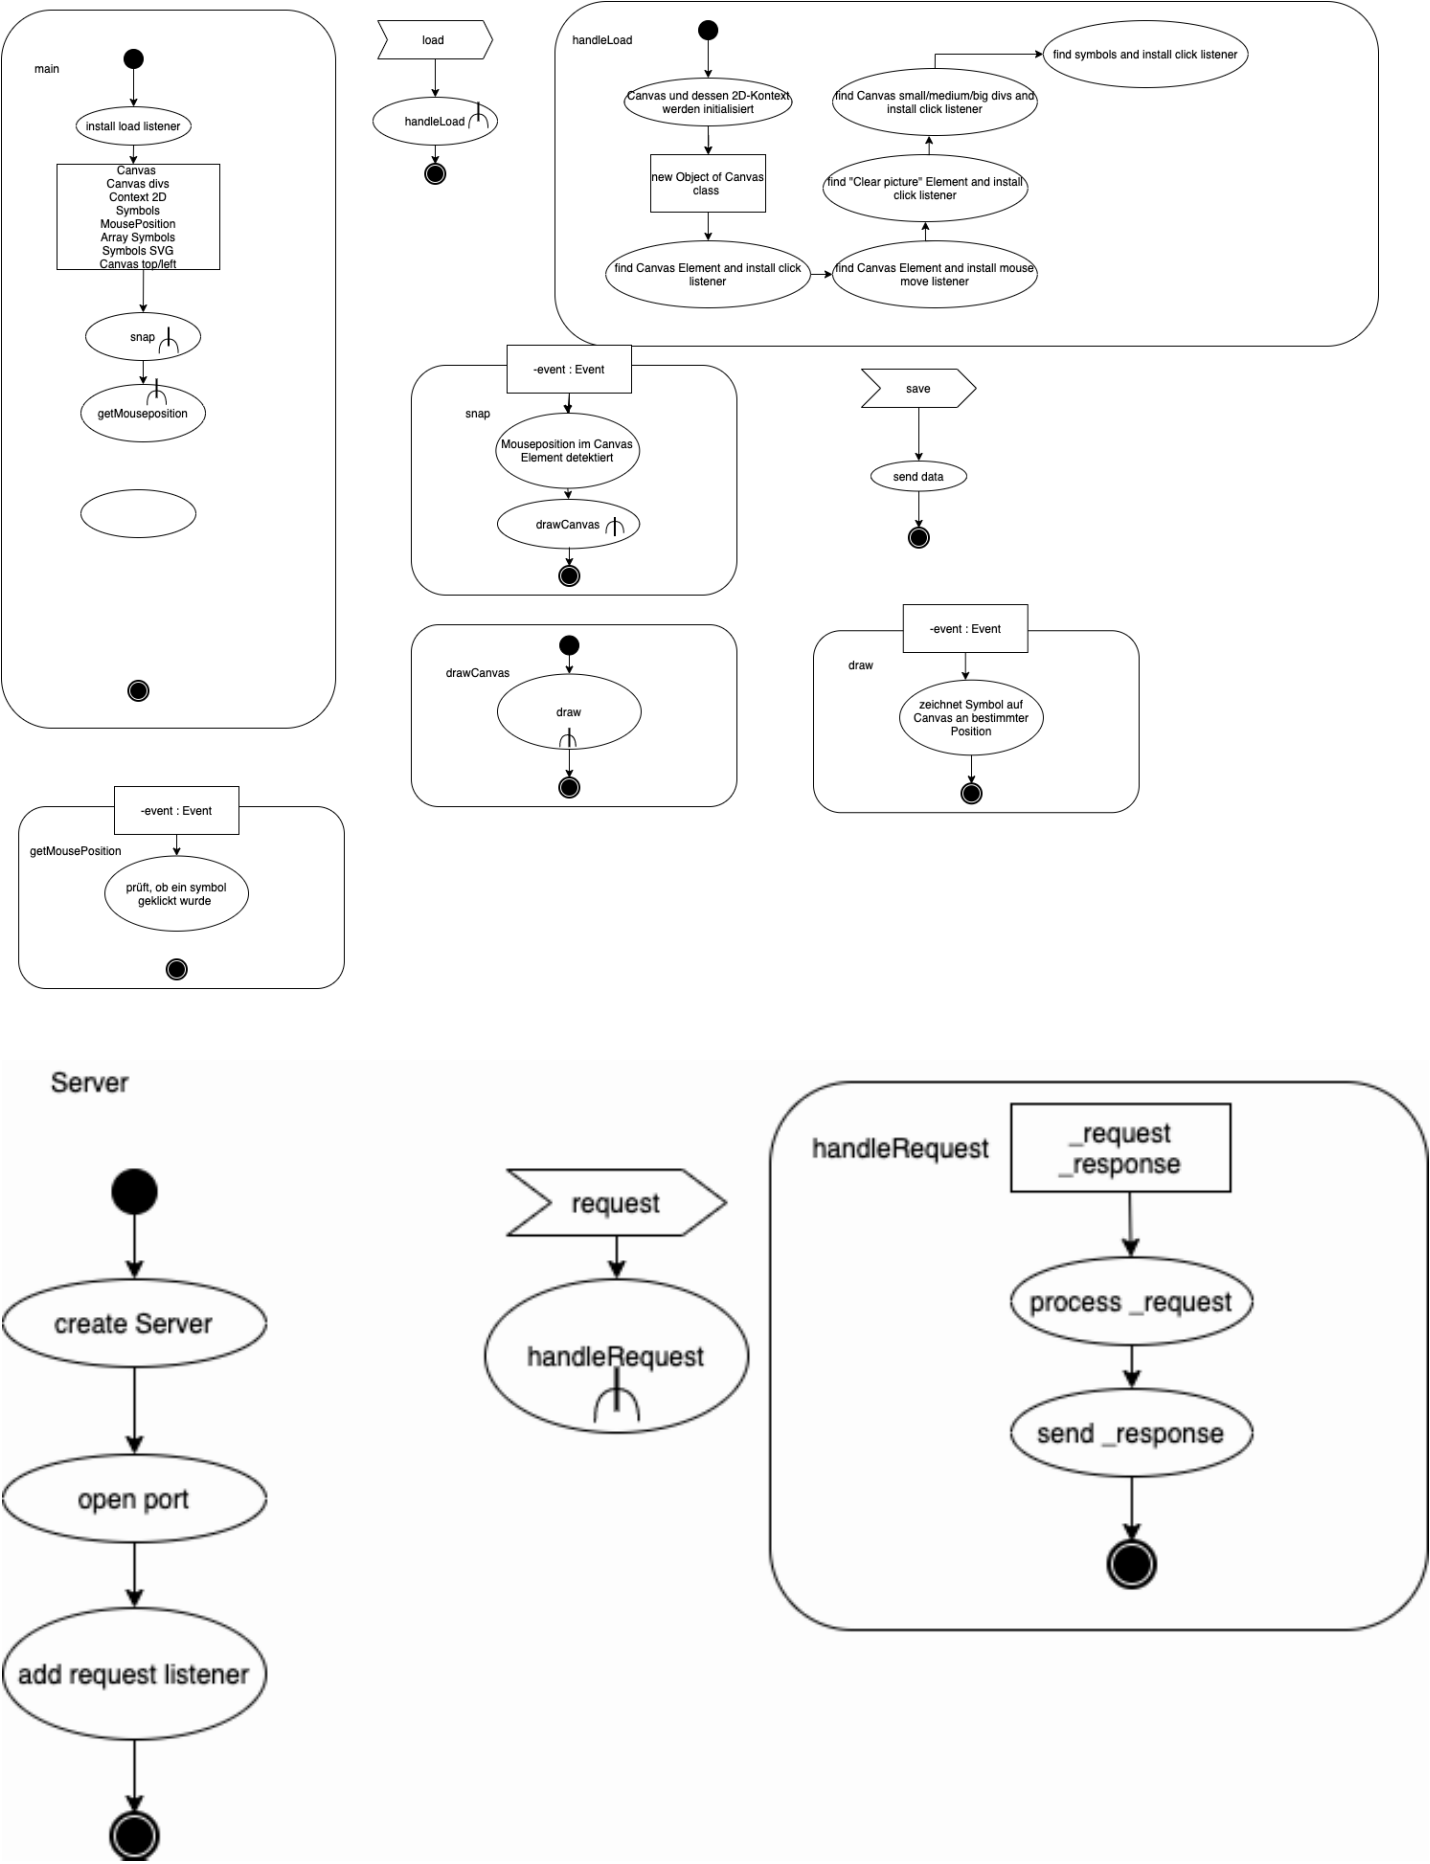 main
install load listener
Canvas
Canvas divs
Context 2D
Symbols
MousePosition
Array Symbols
Symbols SVG
Canvas top/left
snap
getMouseposition
load
handleLoad
handleLoad
Canvas und dessen 2D-Kontext
werden initialisiert
new Object of Canvas
class
find Canvas Element and install click
listener
find Canvas Element and install mouse
move listener
find "Clear picture" Element and install
click listener
find Canvas small/medium/big divs and
install click listener
find symbols and install click listener
-event : Event
snap
Mouseposition im Canvas
Element detektiert
drawCanvas
save
send data
drawCanvas
draw
-event : Event
draw
zeichnet Symbol auf
Canvas an bestimmter
Position
-event : Event
getMousePosition
prüft, ob ein symbol
geklickt wurde
Server
create Server
open port
add request listener
request
handleRequest
handleRequest
_request
_response
process _request
send _response